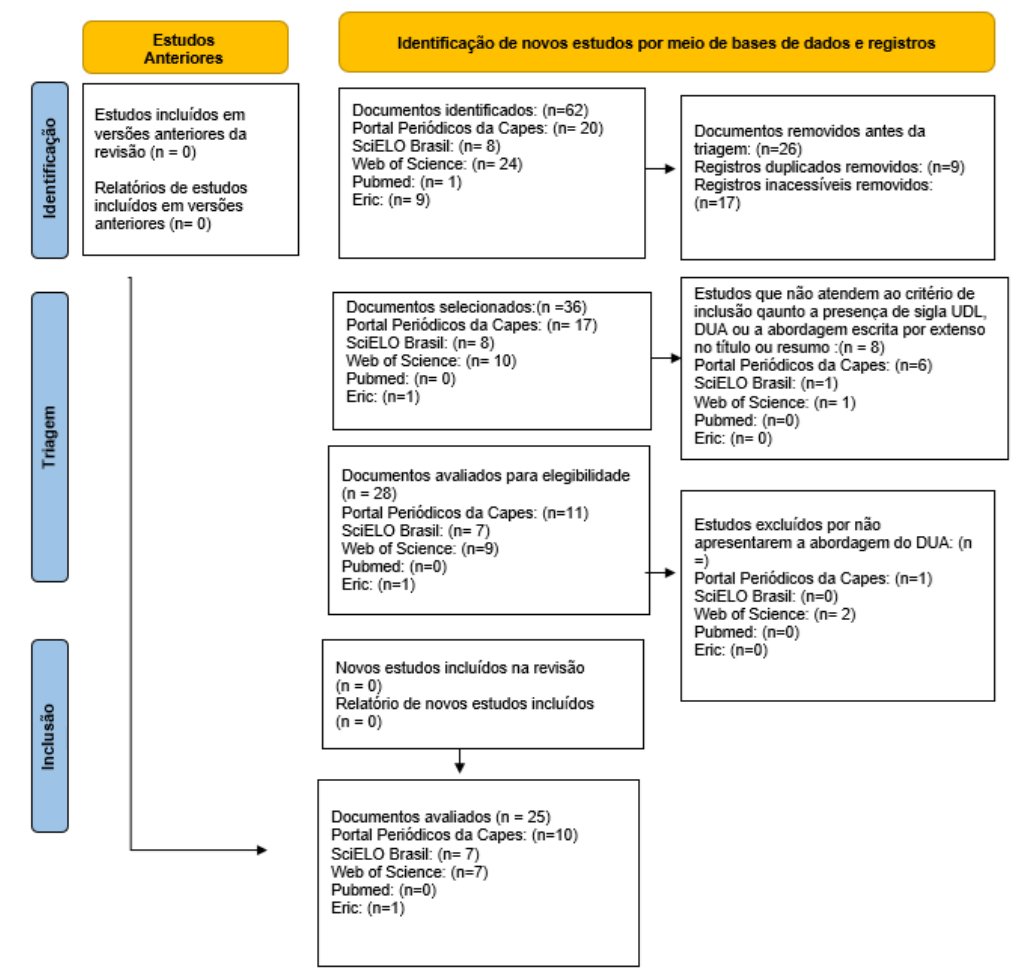 Estudos
Anteriores
Identificação de novos estudos por meio de bases de dados e registros
Identificação
Estudos incluídos em
versões anteriores da
revisão (n = 0)
Relatórios de estudos
incluídos em versões
anteriores (n= 0)
Documentos identificados: (n=62)
Portal Periódicos da Capes: (n= 20)
SciELO Brasil: (n= 8)
Web of Science: (n= 24)
Pubmed: (n= 1)
Eric: (n= 9)
Documentos removidos antes da
triagem: (n=26)
Registros duplicados removidos: (n=9)
Registros inacessíveis removidos:
(n=17)
Triagem
Documentos selecionados:(n =36)
Portal Periódicos da Capes: (n= 17)
SciELO Brasil: (n= 8)
Web of Science: (n= 10)
Pubmed: (n= 0)
Eric: (n=1)
Estudos que não atendem ao critério de
inclusão qaunto a presença de sigla UDL,
DUA ou a abordagem escrita por extenso
no título ou resumo :(n = 8)
Portal Periódicos da Capes: (n=6)
SciELO Brasil: (n=1)
Web of Science: (n= 1)
Pubmed: (n=0)
Eric: (n= 0)
Documentos avaliados para elegibilidade
(n = 28)
Portal Periódicos da Capes: (n=11)
SciELO Brasil: (n= 7)
Web of Science: (n=9)
Pubmed: (n=0)
Eric: (n=1)
Estudos excluídos por não
apresentarem a abordagem do DUA: (n
=)
Portal Periódicos da Capes: (n=1)
SciELO Brasil: (n=0)
Web of Science: (n= 2)
Pubmed: (n=0)
Eric: (n=0)
Inclusão
Novos estudos incluídos na revisão
(n = 0)
Relatório de novos estudos incluídos
(n = 0)
Documentos avaliados (n = 25)
Portal Periódicos da Capes: (n=10)
SciELO Brasil: (n= 7)
Web of Science: (n=7)
Pubmed: (n=0)
Eric: (n=1)